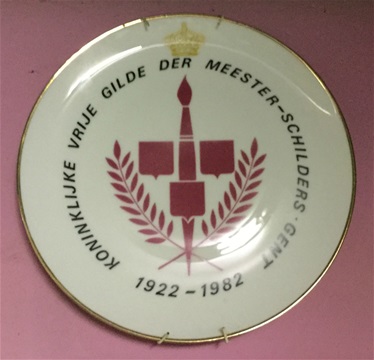 KONINKLIJKE VRIJE GILDE DER MEESTER-SCHILDERS-GENT
1922-1982